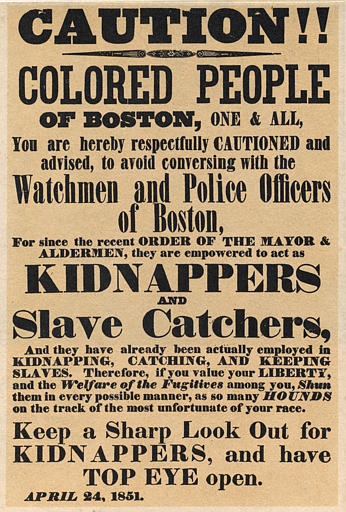 CAUTION!!
COLORED PEOPLE
OF BOSTON, ONE & ALL,
You are hereby respectfully CAUTIONED and
advised, to avoid conversing with the
Watchmen and Police Officers
of Boston,
For since the recent ORDER OF THE MAYOR &
ALDERMEN, they are empowered to act as
KIDNAPPERS
AND
Slave Catchers,
And they have already been actually employed in
KIDNAPPING, CATCHING, AND KEEPING
SLAVES. Therefore, if you value your LIBERTY,
and the Welfare of the Fugitives among you, Shun
them in every possible manner, as so many HOUNDS
on the track of the most unfortunate of your race.
Keep a Sharp Look Out for
KIDNAPPERS, and have
TOP EYE open.
APRIL 24, 1851.